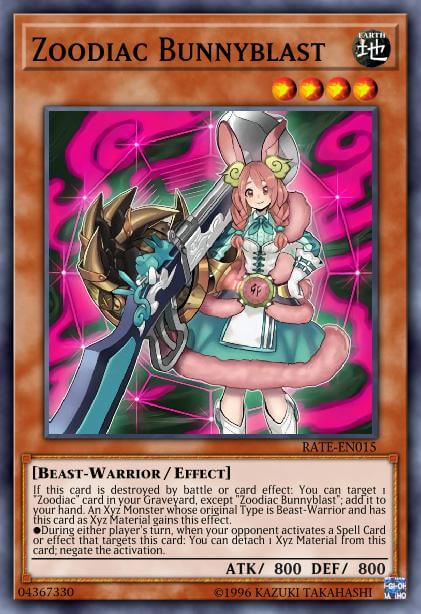 Zoodiac Bunnyblast
EARTH
地
RATE-EN015
[Beast-Warrior / Effect]
If this card is destroyed by battle or card effect: You can target 1
"Zoodiac" card in your Graveyard, except "Zoodiac Bunnyblast"; add it to
your hand. An Xyz Monster whose original Type is Beast-Warrior and has
this card as Xyz Material gains this effect.
●During either player's turn, when your opponent activates a Spell Card
or effect that targets this card: You can detach 1 Xyz Material from this
card; negate the activation.
ATK/ 800 DEF/ 800
04367330 ©1996 KAZUKI TAKAHASHI